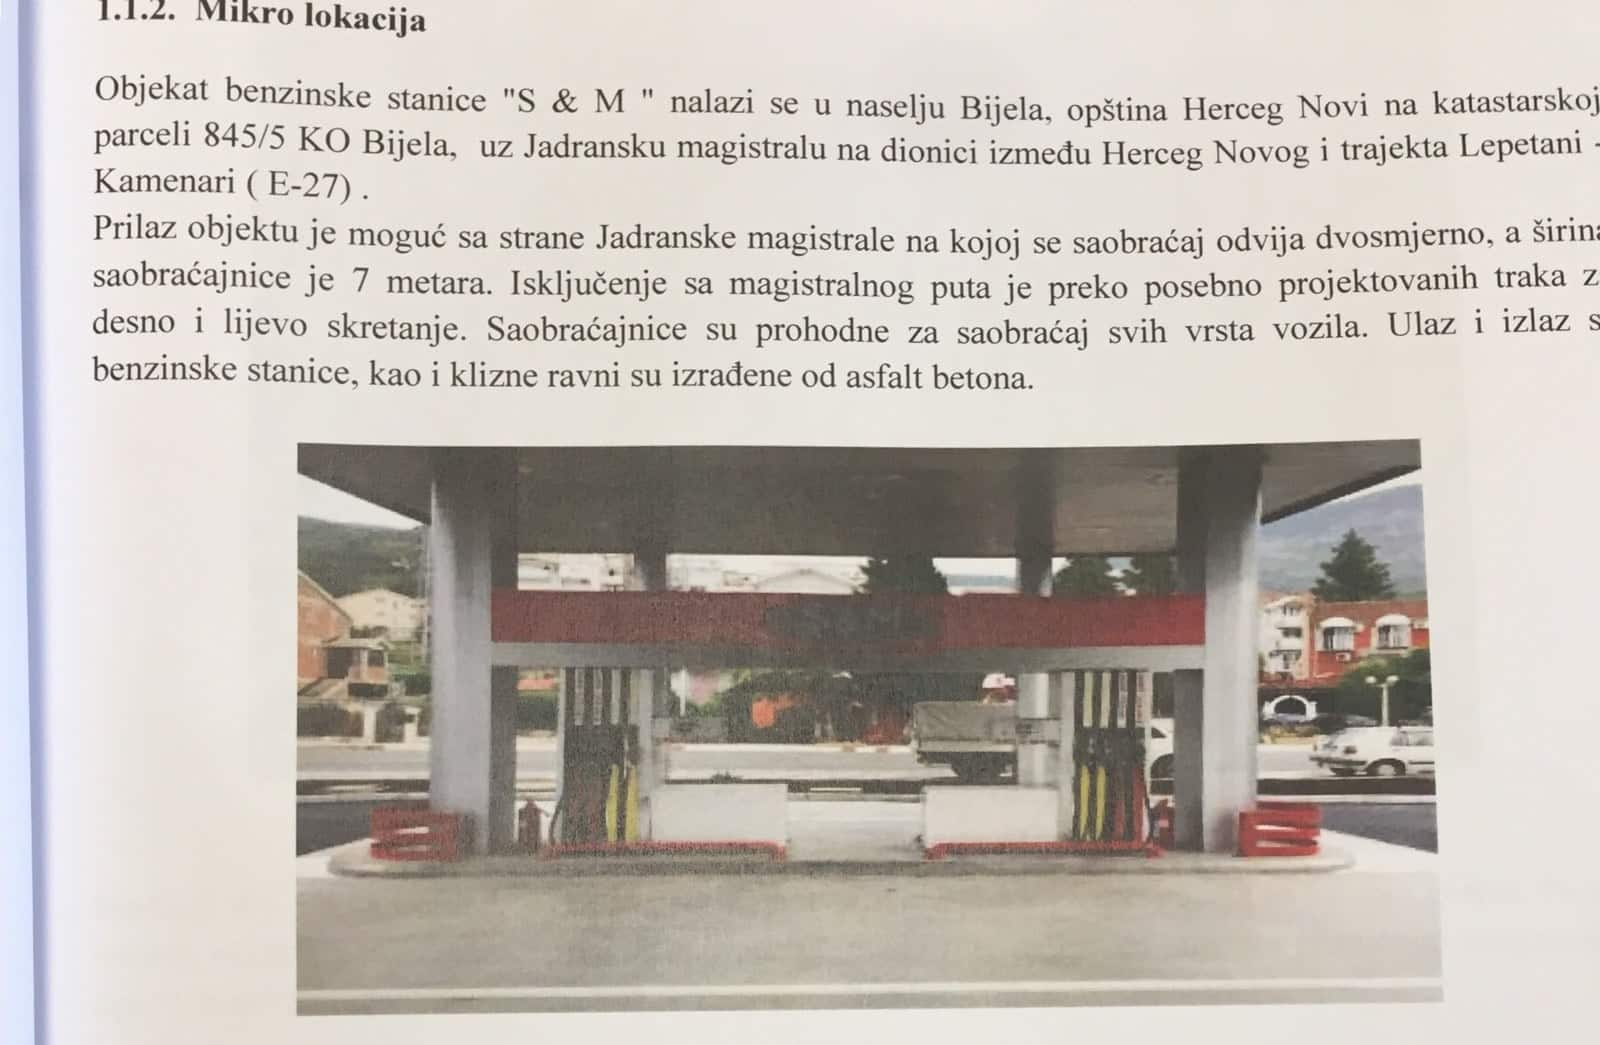 1.1.2. Mikro lokacija
Objekat benzinske stanice "S & M " nalazi se u naselju Bijela, opština Herceg Novi na katastarskoj
parceli 845/5 KO Bijela, uz Jadransku magistralu na dionici između Herceg Novog i trajekta Lepetani -
Kamenari ( E-27) .
Prilaz objektu je moguć sa strane Jadranske magistrale na kojoj se saobraćaj odvija dvosmjerno, a širina
saobraćajnice je 7 metara. Isključenje sa magistralnog puta je preko posebno projektovanih traka z
desno i lijevo skretanje. Saobraćajnice su prohodne za saobraćaj svih vrsta vozila. Ulaz i izlaz s
benzinske stanice, kao i klizne ravni su izrađene od asfalt betona.